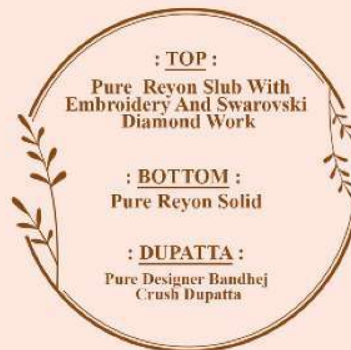 : TOP :
Pure Reyon Slub With
Embroidery And Swarovski
Diamond Work
: BOTTOM :
Pure Reyon Solid
: DUPATTA :
Pure Designer Bandhej
Crush Dupatta